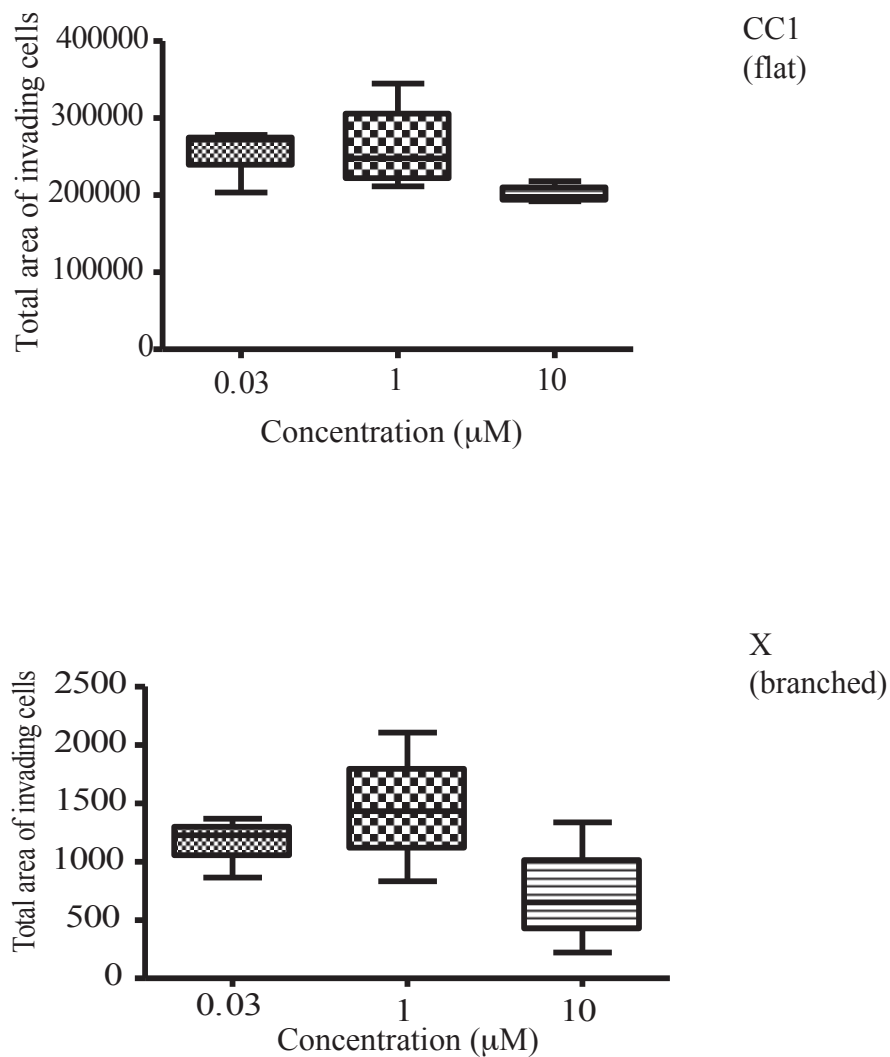 CC1
(flat)
Total area of invading cells
400000
300000
200000
100000
0
0.03 1 10
Concentration (μM)
X
(branched)
Total area of invading cells
2500
2000
1500
1000
500
0
0.03 1 10
Concentration (μM)